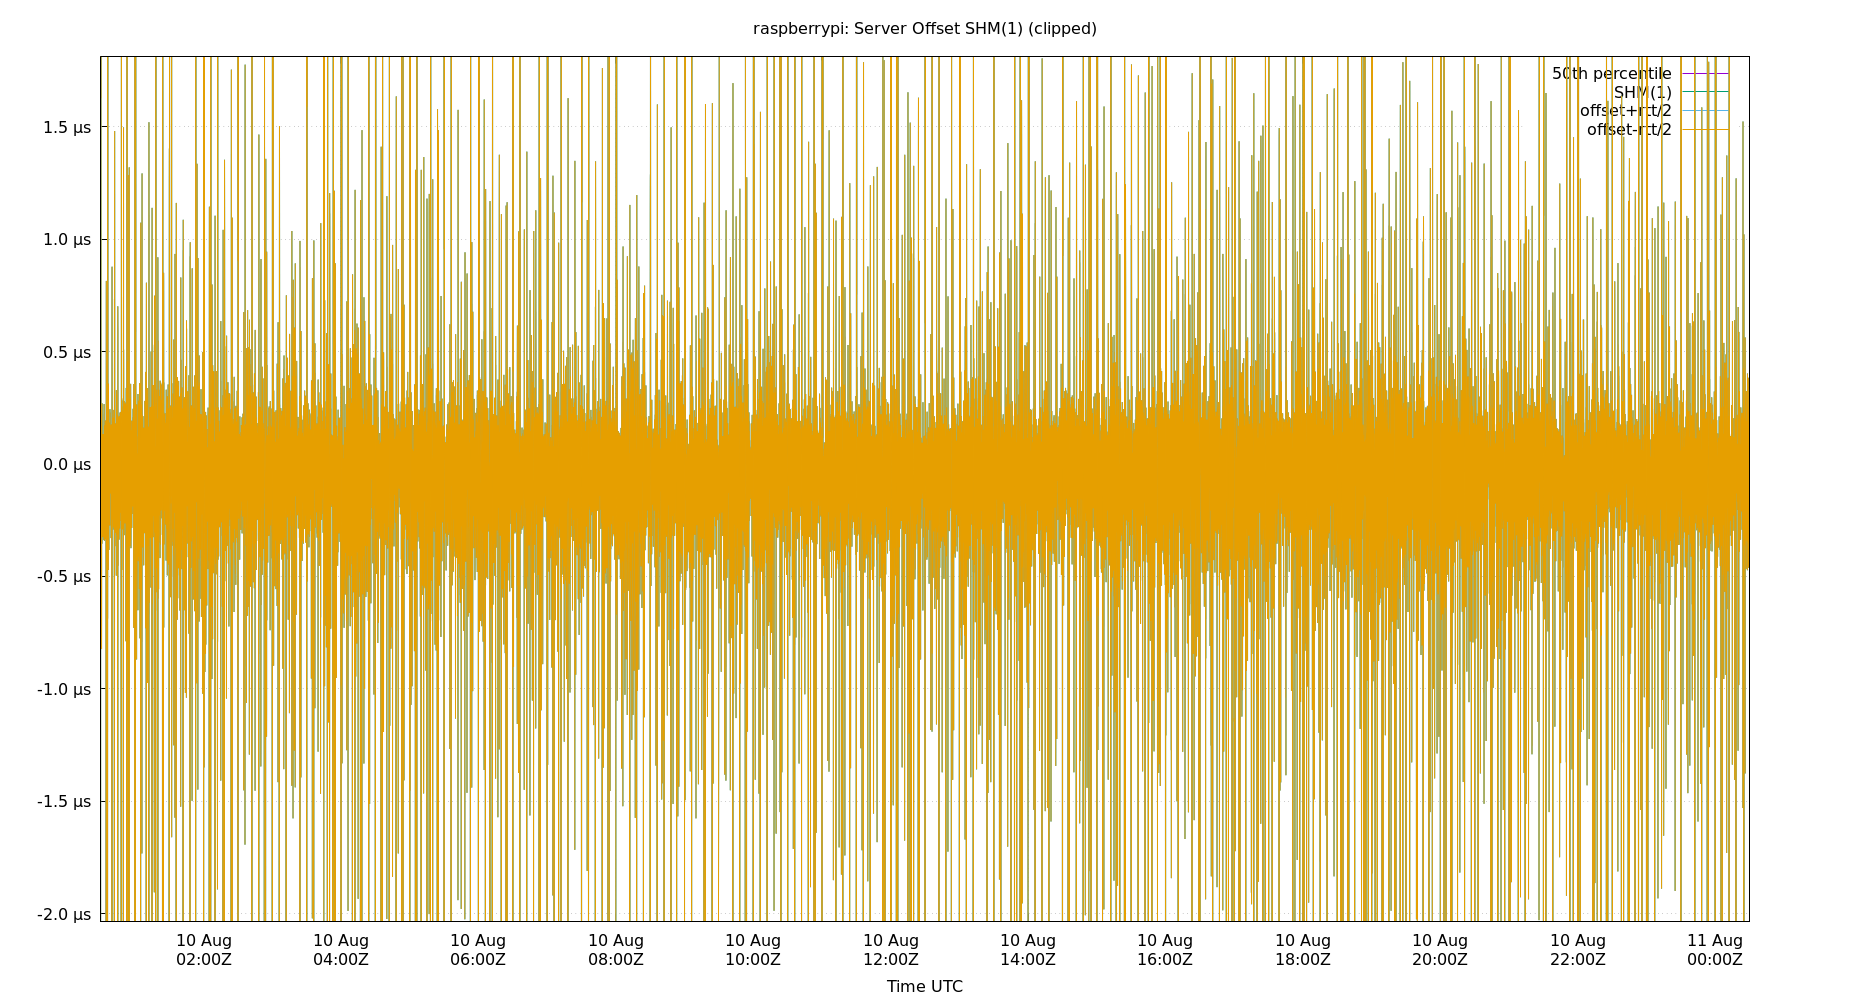 raspberrypi: Server Offset SHM(1) (clipped)
50th percentile
SHM(1)
offset+rtt/2
offset-rtt/2
1.5 µs
1.0 µs
0.5 µs
0.0 µs
-0.5 µs
-1.0 µs
-1.5 µs
-2.0 µs
10 Aug 10 Aug 10 Aug 10 Aug 10 Aug 10 Aug 10 Aug 10 Aug 10 Aug 10 Aug 10 Aug 11 Aug
02:00Z 04:00Z 06:00Z 08:00Z 10:00Z 12:00Z 14:00Z 16:00Z 18:00Z 20:00Z 22:00Z 00:00Z
Time UTC